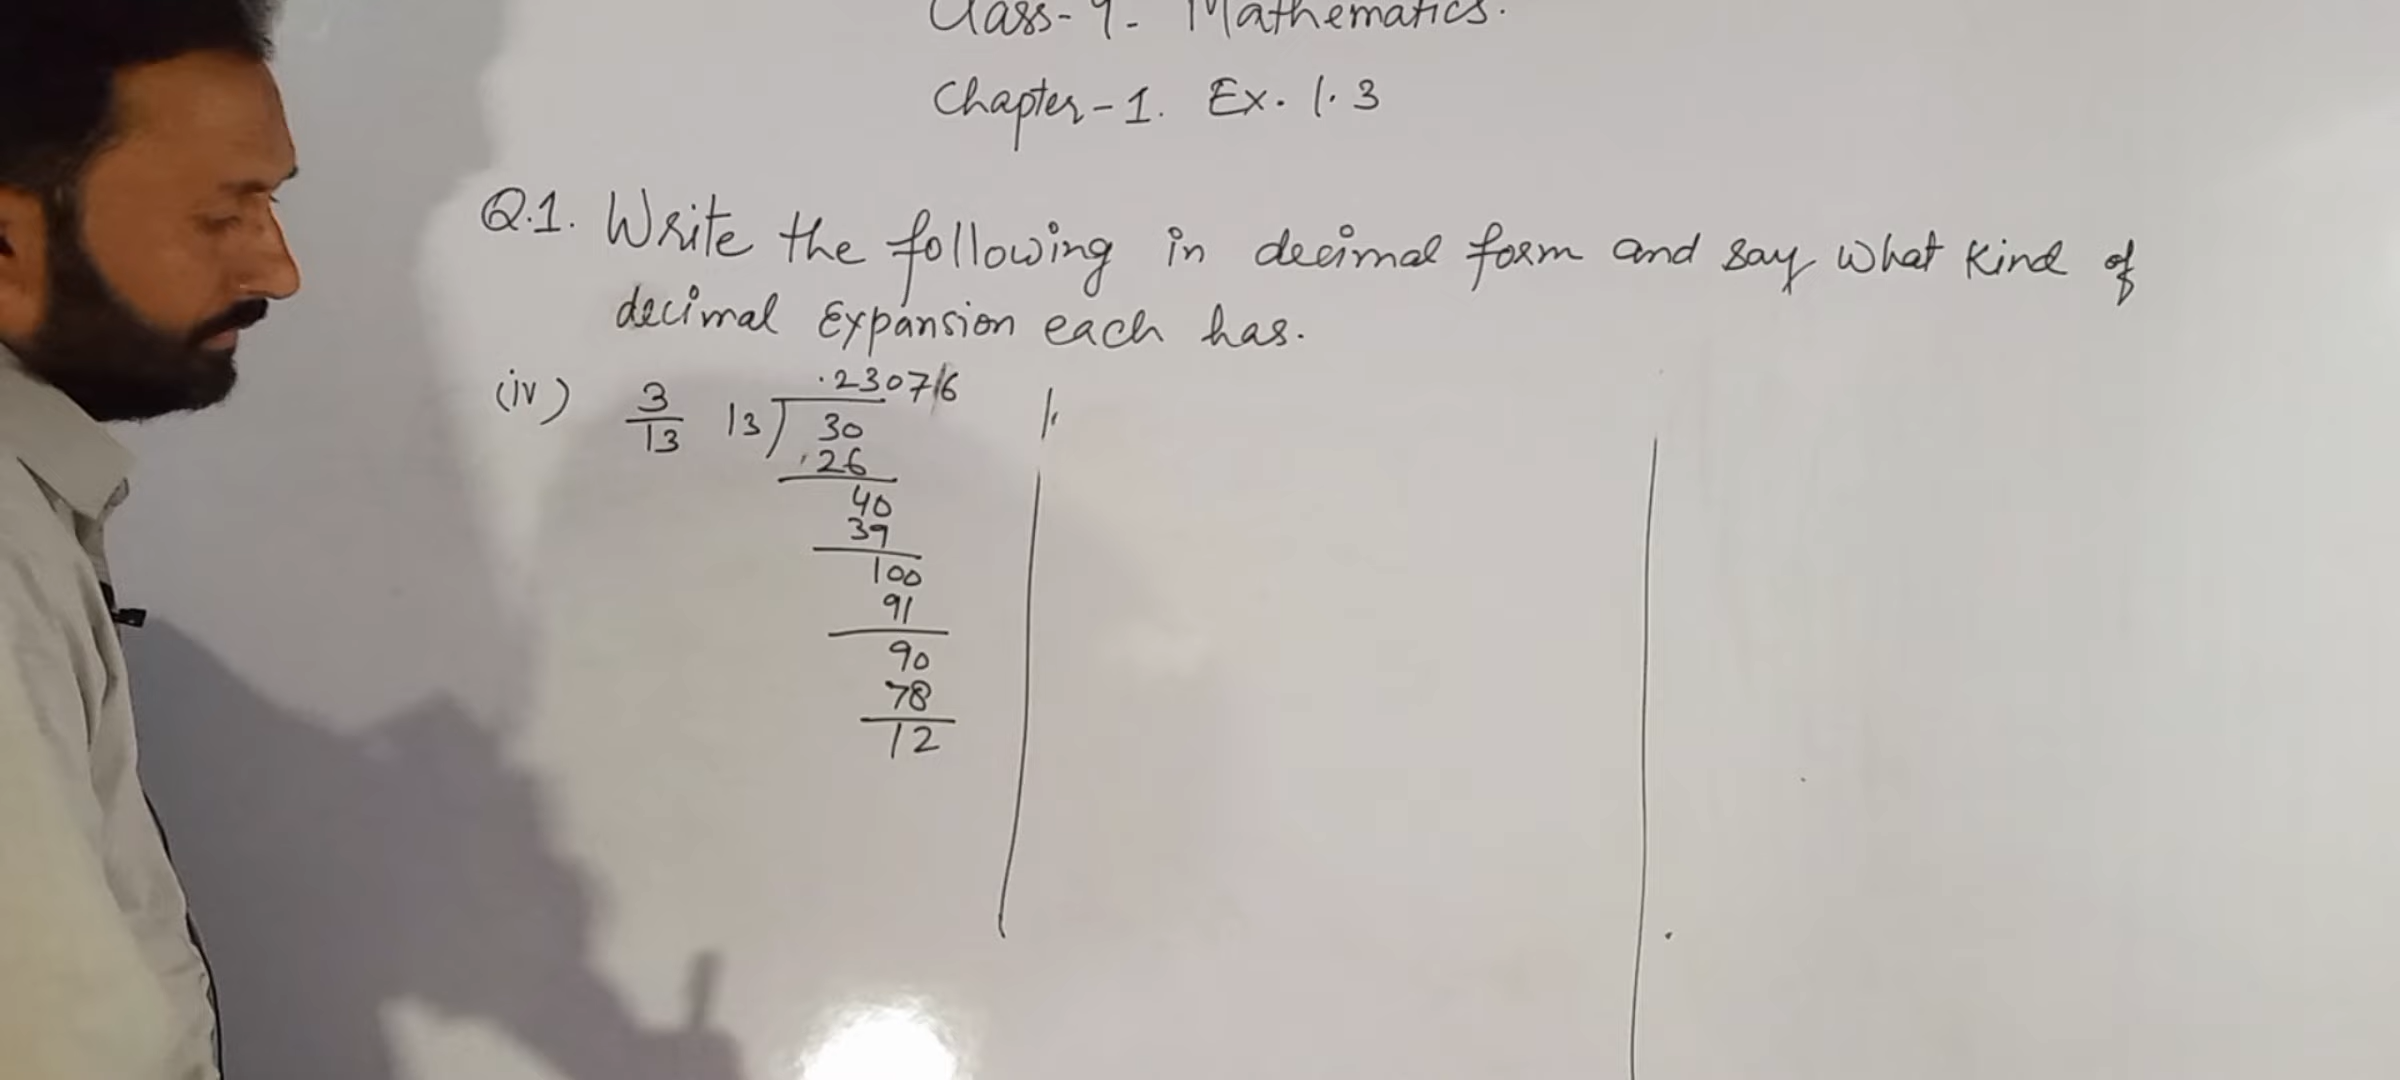 Class-9- Mathematics.
Chapter-1. Ex. 1.3
Q.1. Write the following in decimal form and say what kind of
decimal Expansion each has.
(iv) 3/13 13) 30 .23076
26
40
39
100
91
90
78
12